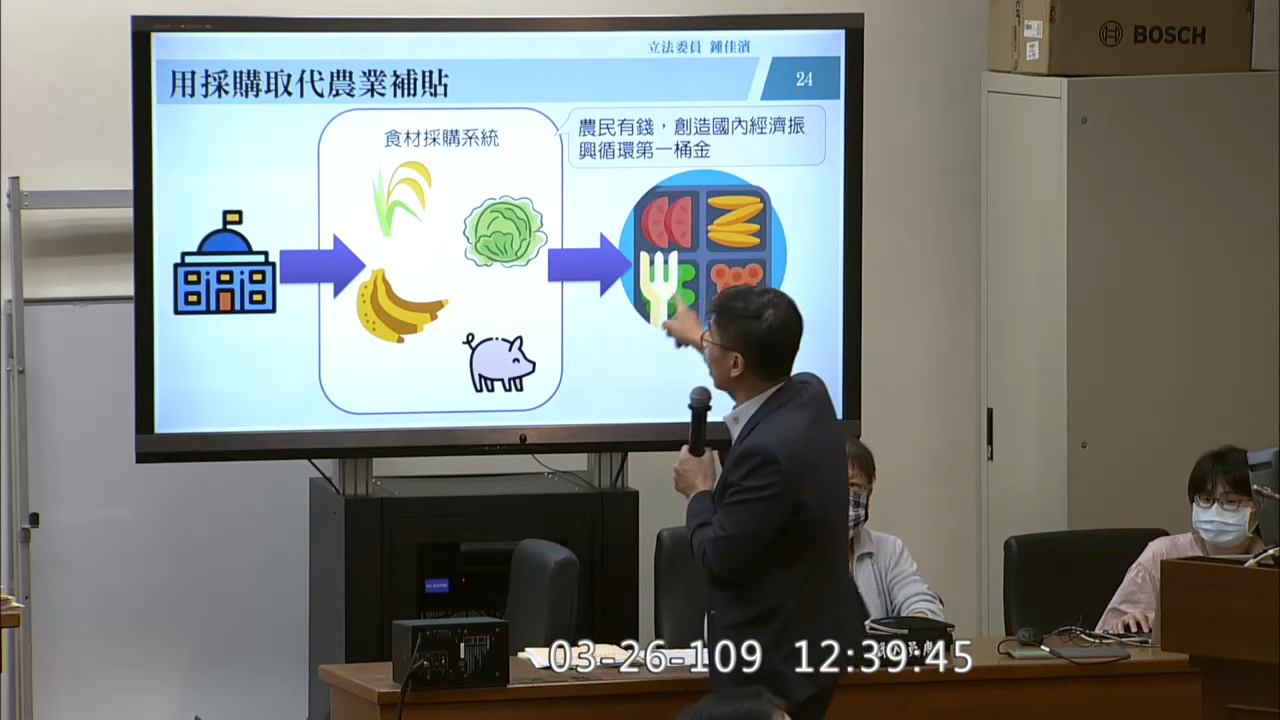 立法委員 鍾佳濱
用採購取代農業補貼
24
食材採購系統
農民有錢，創造國內經濟振
興循環第一桶金
BOSCH
03-26-109 12:39:45